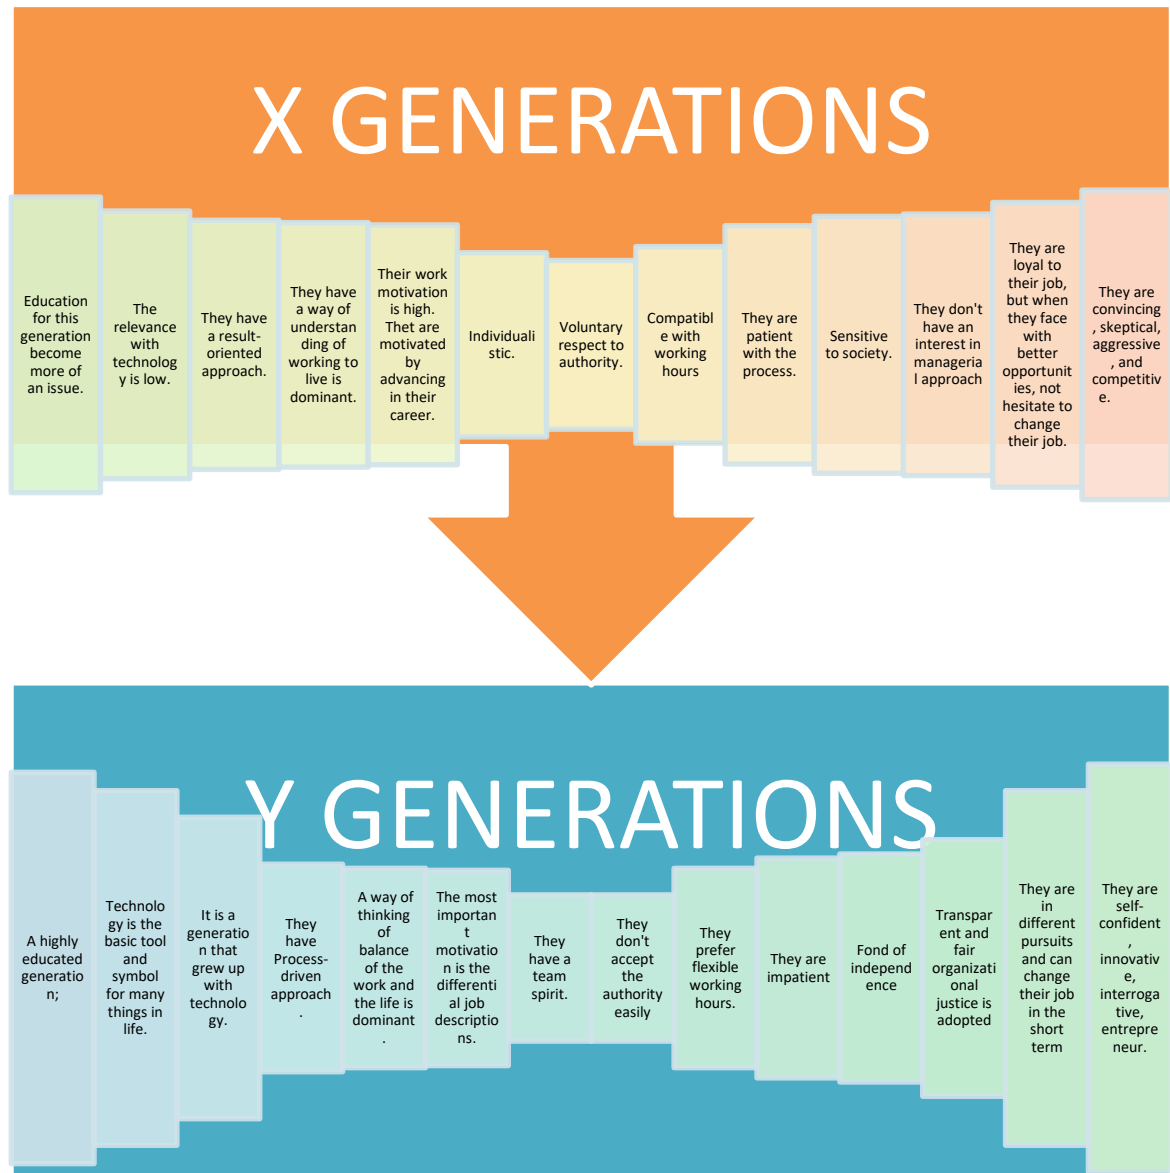 X GENERATIONS
Education
for this
generation
become
more of
an issue.
The
relevance
with
technolog
y is low.
They have
a result-
oriented
approach.
They have
a way of
understan
ding of
working to
live is
dominant.
Their work
motivation
is high.
Thet are
motivated
by
advancing
in their
career.
Individuali
stic.
Voluntary
respect to
authority.
Compatibl
e with
working
hours
They are
patient
with the
process.
Sensitive
to society.
They don't
have an
interest in
manageria
l approach
They are
loyal to
their job,
but when
they face
with
better
opportunit
ies, not
hesitate to
change
their job.
They are
convincing
, skeptical,
aggressive
, and
competitiv
e.
Y GENERATIONS
A highly
educated
generatio
n;
Technolo
gy is the
basic tool
and
symbol
for many
things in
life.
It is a
generatio
n that
grew up
with
technolo
gy.
They
have
Process-
driven
approach
.
A way of
thinking
of
balance
of the
work and
the life is
dominant
.
The most
importan
t
motivatio
n is the
differenti
al job
descriptio
ns.
They
have a
team
spirit.
They
don't
accept
the
authority
easily
They
prefer
flexible
working
hours.
They are
impatient
Fond of
independ
ence
Transpar
ent and
fair
organizati
onal
justice is
adopted
They are
in
different
pursuits
and can
change
their job
in the
short
term
They are
self-
confident
,
innovativ
e,
interroga
tive,
entrepre
neur.